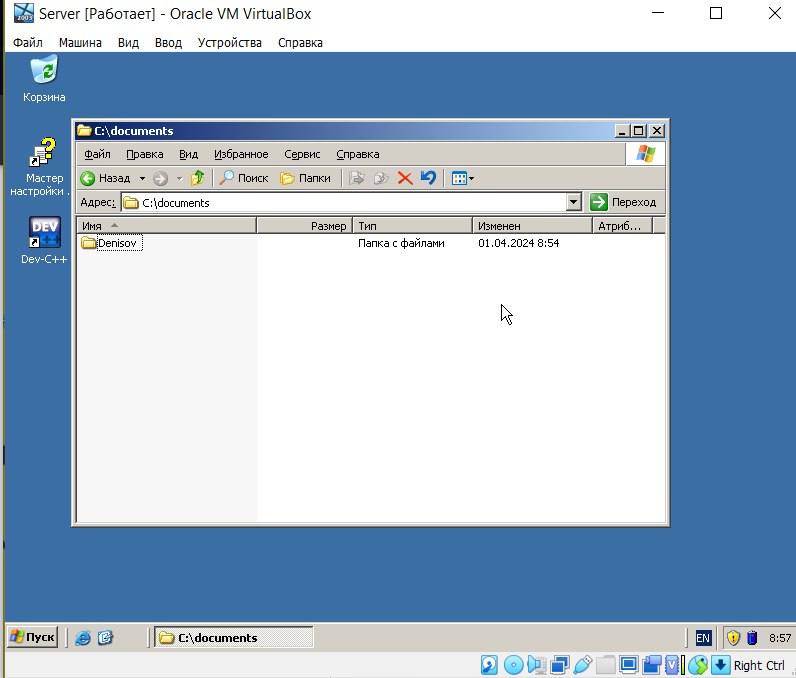 Server [Работает] - Oracle VM VirtualBox
Файл Машина Вид Ввод Устройства Справка
Корзина
Мастер
настройки .
DEV
Dev-C++
C:\documents
Файл Правка Вид Избранное Сервис Справка
Назад Поиск Папки
Адрес: C:\documents Переход
Имя Размер Тип Изменен Атриб...
Denisov Папка с файлами 01.04.2024 8:54
Пуск C:\documents EN 8:57
Right Ctrl